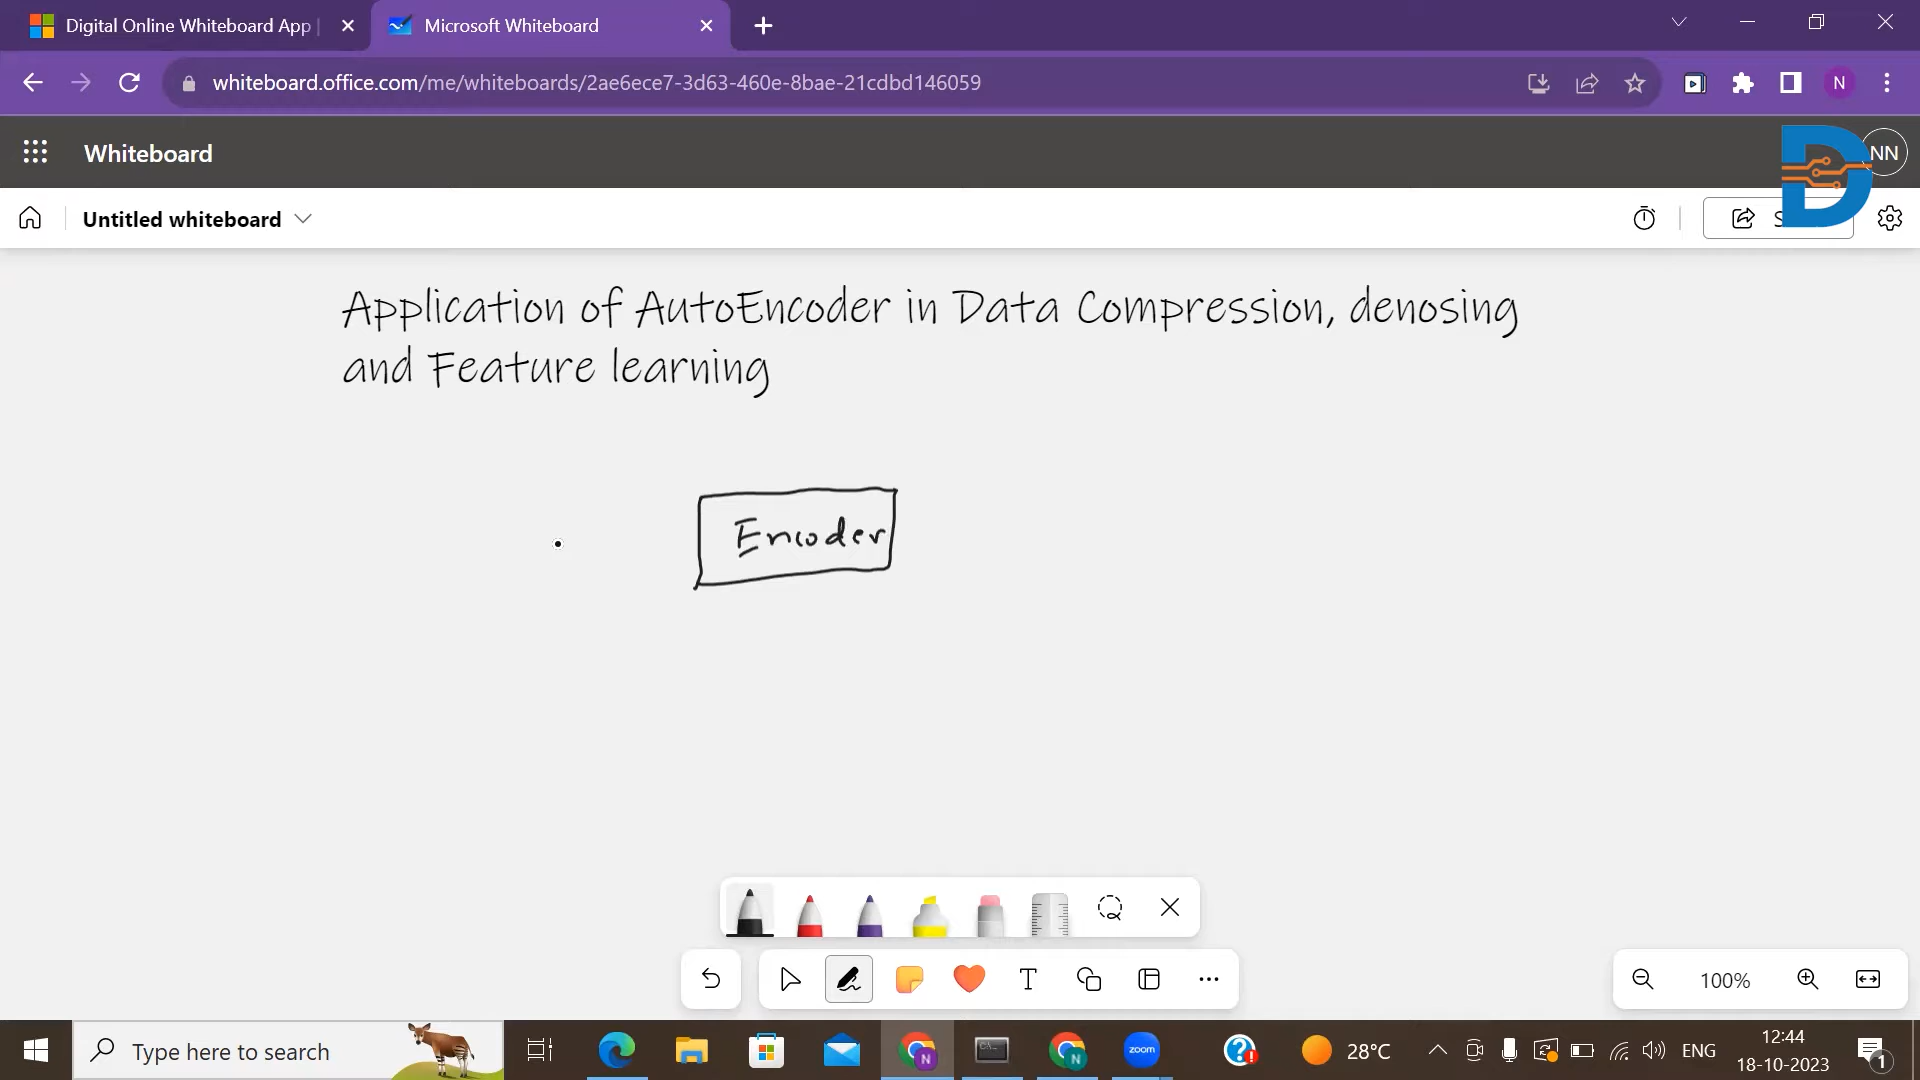 Digital Online Whiteboard App |
Microsoft Whiteboard
whiteboard.office.com/me/whiteboards/2ae6ece7-3d63-460e-8bae-21cdbd146059
N
Whiteboard
NN
Untitled whiteboard
Application of AutoEncoder in Data Compression, denosing
and Feature learning
Encoder
100%
Type here to search
zoom
28°C
ENG
12:44
18-10-2023
1